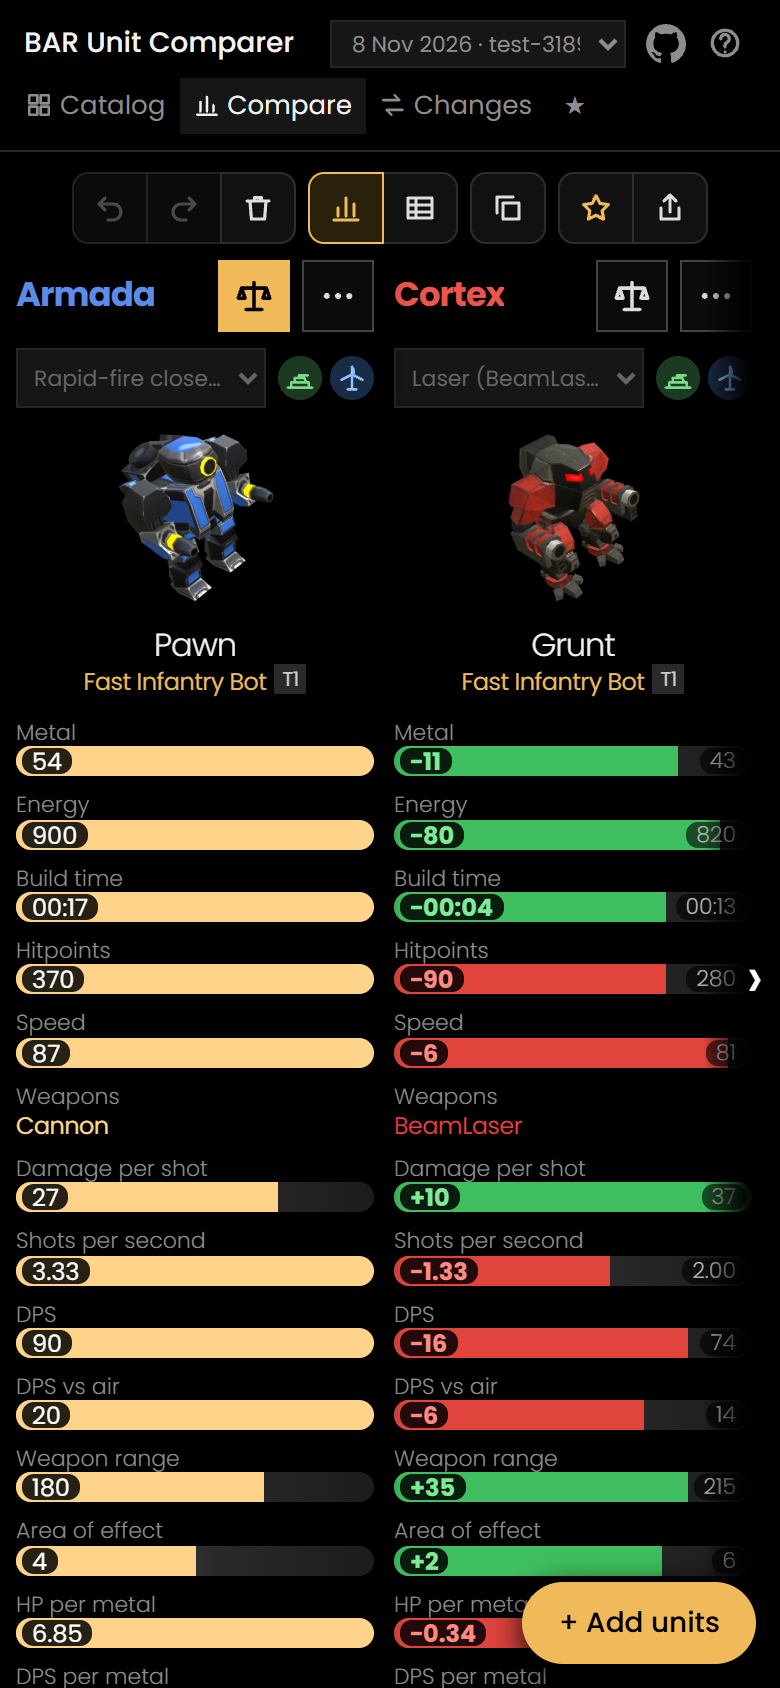 BAR Unit Comparer
8 Nov 2026 · test-3189
Catalog Compare Changes ★
Armada
Cortex
Rapid-fire close...
Laser (BeamLas...
Pawn
Grunt
Fast Infantry Bot T1
Fast Infantry Bot T1
Metal
Metal
54
-11 43
Energy
Energy
900
-80 820
Build time
Build time
00:17
-00:04 00:13
Hitpoints
Hitpoints
370
-90 280
Speed
Speed
87
-6 81
Weapons
Weapons
Cannon
BeamLaser
Damage per shot
Damage per shot
27
+10 37
Shots per second
Shots per second
3.33
-1.33 2.00
DPS
DPS
90
-16 74
DPS vs air
DPS vs air
20
-6 14
Weapon range
Weapon range
180
+35 215
Area of effect
Area of effect
4
+2 6
HP per metal
HP per meta
6.85
-0.34
+ Add units
DPS per metal
DPS per metal